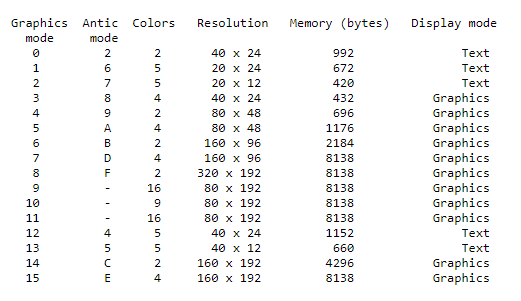 Graphics Antic Colors Resolution Memory (bytes) Display mode
mode mode
0 2 2 40 x 24 992 Text
1 6 5 20 x 24 672 Text
2 7 5 20 x 12 420 Text
3 8 4 40 x 24 432 Graphics
4 9 2 80 x 48 696 Graphics
5 A 4 80 x 48 1176 Graphics
6 B 2 160 x 96 2184 Graphics
7 D 4 160 x 96 8138 Graphics
8 F 2 320 x 192 8138 Graphics
9 - 16 80 x 192 8138 Graphics
10 - 9 80 x 192 8138 Graphics
11 - 16 80 x 192 8138 Graphics
12 4 5 40 x 24 1152 Text
13 5 5 40 x 12 660 Text
14 C 2 160 x 192 4296 Graphics
15 E 4 160 x 192 8138 Graphics